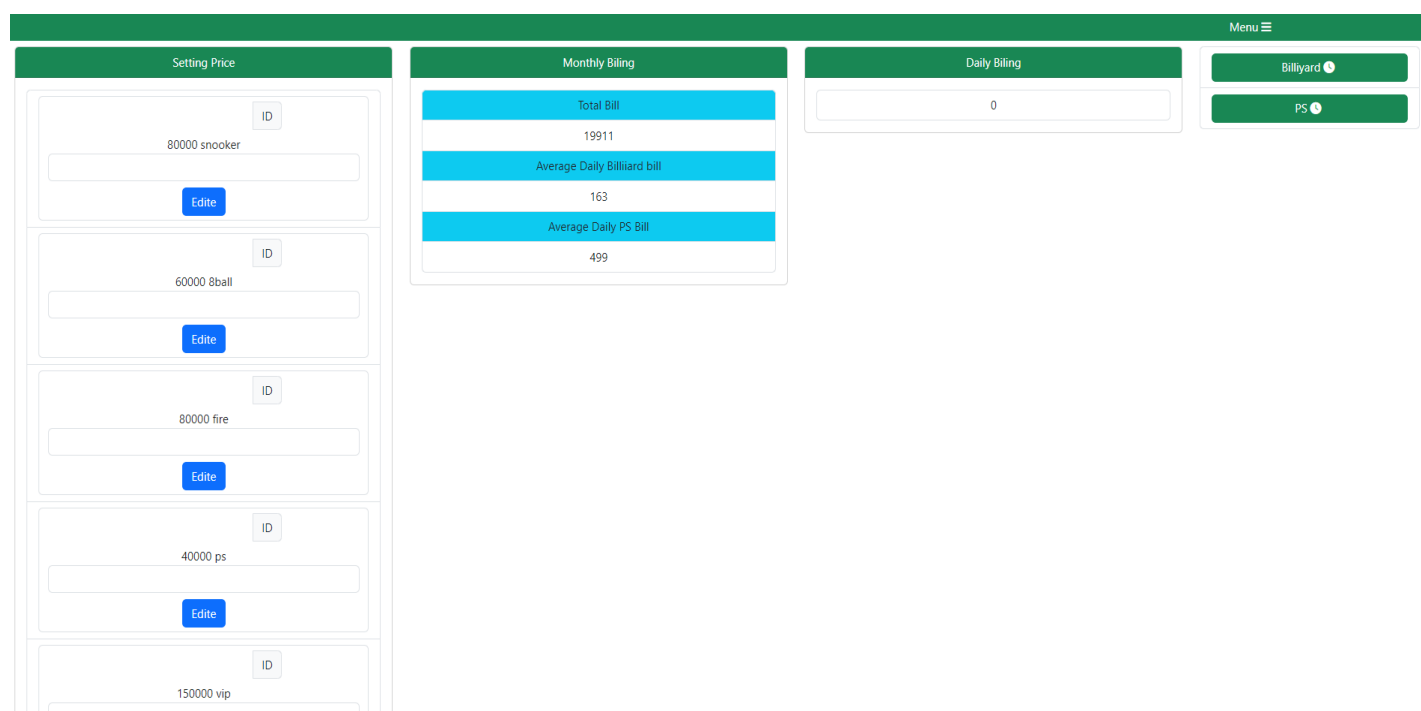 Menu
Setting Price
ID
80000 snooker
Edite
ID
60000 8ball
Edite
ID
80000 fire
Edite
ID
40000 ps
Edite
ID
150000 vip
Monthly Biling
Total Bill
19911
Average Daily Billiiard bill
163
Average Daily PS Bill
499
Daily Biling
0
Billiyard
PS